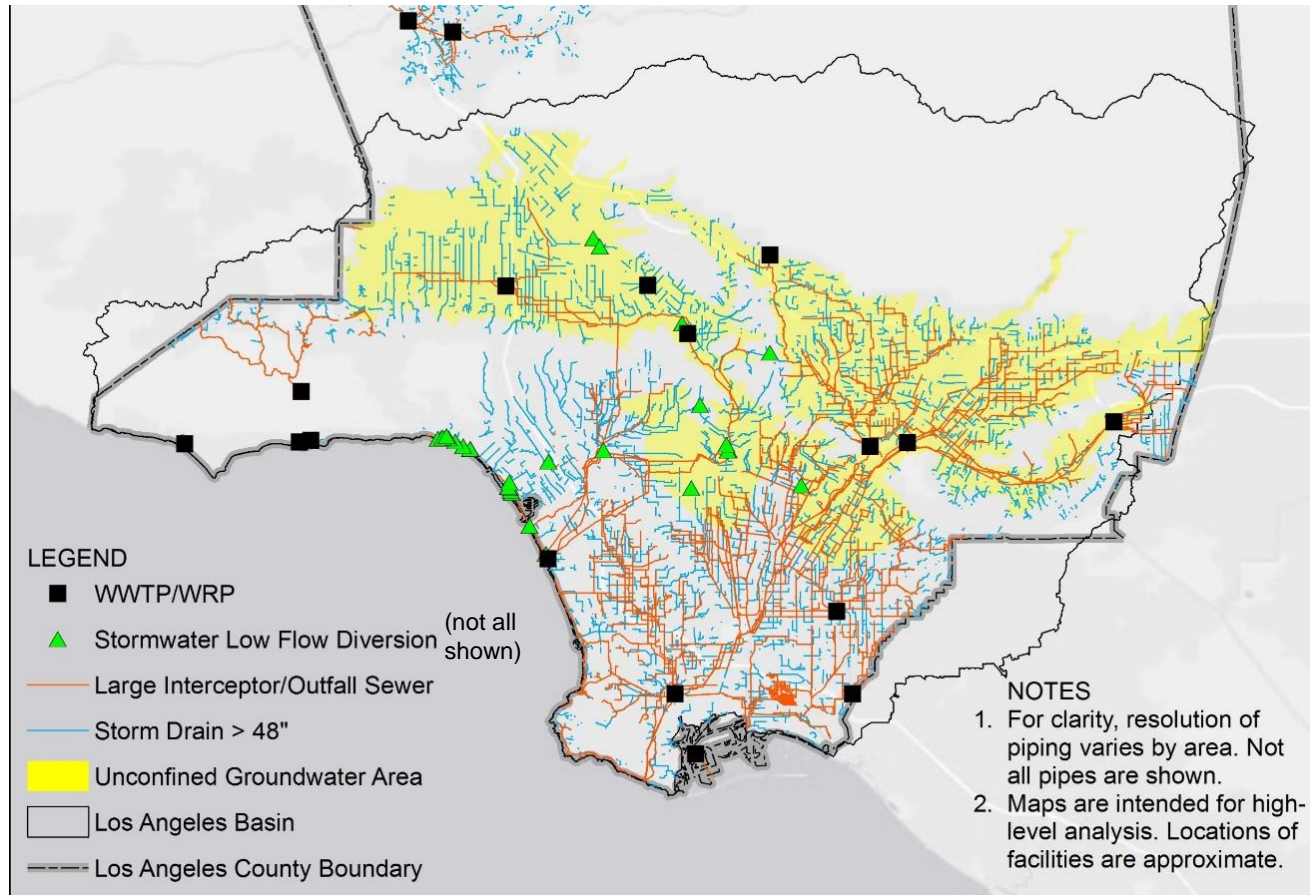 LEGEND
WWTP/WRP
Stormwater Low Flow Diversion (not all
shown)
Large Interceptor/Outfall Sewer
Storm Drain > 48"
Unconfined Groundwater Area
Los Angeles Basin
Los Angeles County Boundary
NOTES
1. For clarity, resolution of
piping varies by area. Not
all pipes are shown.
2. Maps are intended for high-
level analysis. Locations of
facilities are approximate.